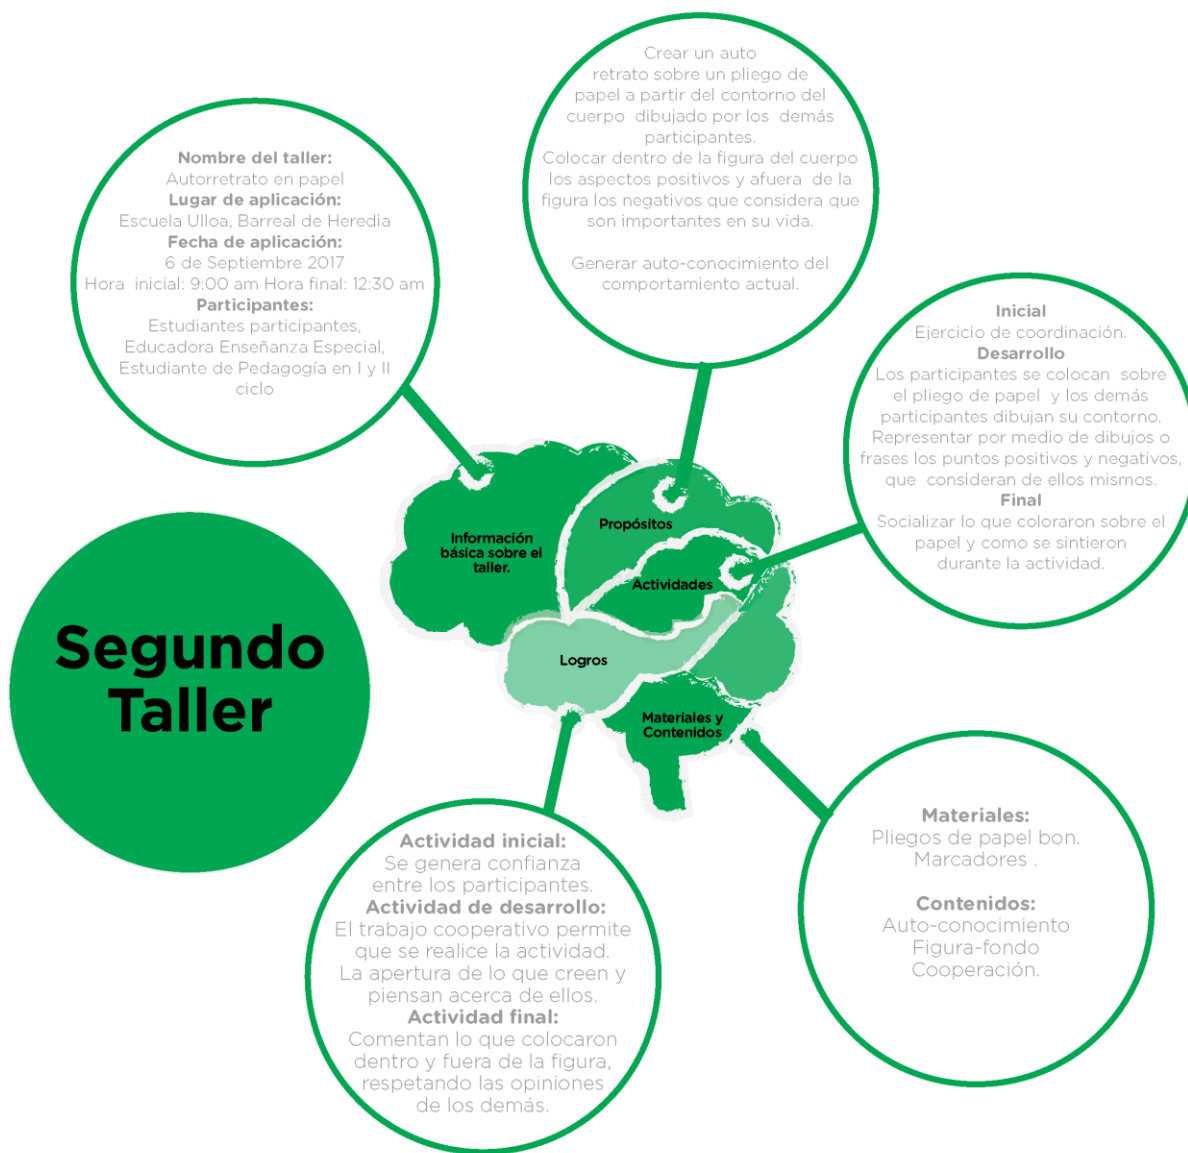 Crear un auto
retrato sobre un pliego de
papel a partir del contorno del
cuerpo dibujado por los demás
participantes.
Colocar dentro de la figura del cuerpo
los aspectos positivos y afuera de la
figura los negativos que considera que
son importantes en su vida.
Generar auto-conocimiento del
comportamiento actual.
Nombre del taller:
Autorretrato en papel
Lugar de aplicación:
Escuela Ulloa, Barreal de Heredia
Fecha de aplicación:
6 de Septiembre 2017
Hora inicial: 9:00 am Hora final: 12:30 am
Participantes:
Estudiantes participantes,
Educadora Enseñanza Especial,
Estudiante de Pedagogía en I y II
ciclo
Inicial
Ejercicio de coordinación.
Desarrollo
Los participantes se colocan sobre
el pliego de papel y los demás
participantes dibujan su contorno.
Representar por medio de dibujos o
frases los puntos positivos y negativos,
que consideran de ellos mismos.
Final
Socializar lo que coloraron sobre el
papel y como se sintieron
durante la actividad.
Información
básica sobre el
taller.
Propósitos
Actividades
Logros
Materiales y
Contenidos
Segundo
Taller
Actividad inicial:
Se genera confianza
entre los participantes.
Actividad de desarrollo:
El trabajo cooperativo permite
que se realice la actividad.
La apertura de lo que creen y
piensan acerca de ellos.
Actividad final:
Comentan lo que colocaron
dentro y fuera de la figura,
respetando las opiniones
de los demás.
Materiales:
Pliegos de papel bon.
Marcadores .
Contenidos:
Auto-conocimiento
Figura-fondo
Cooperación.